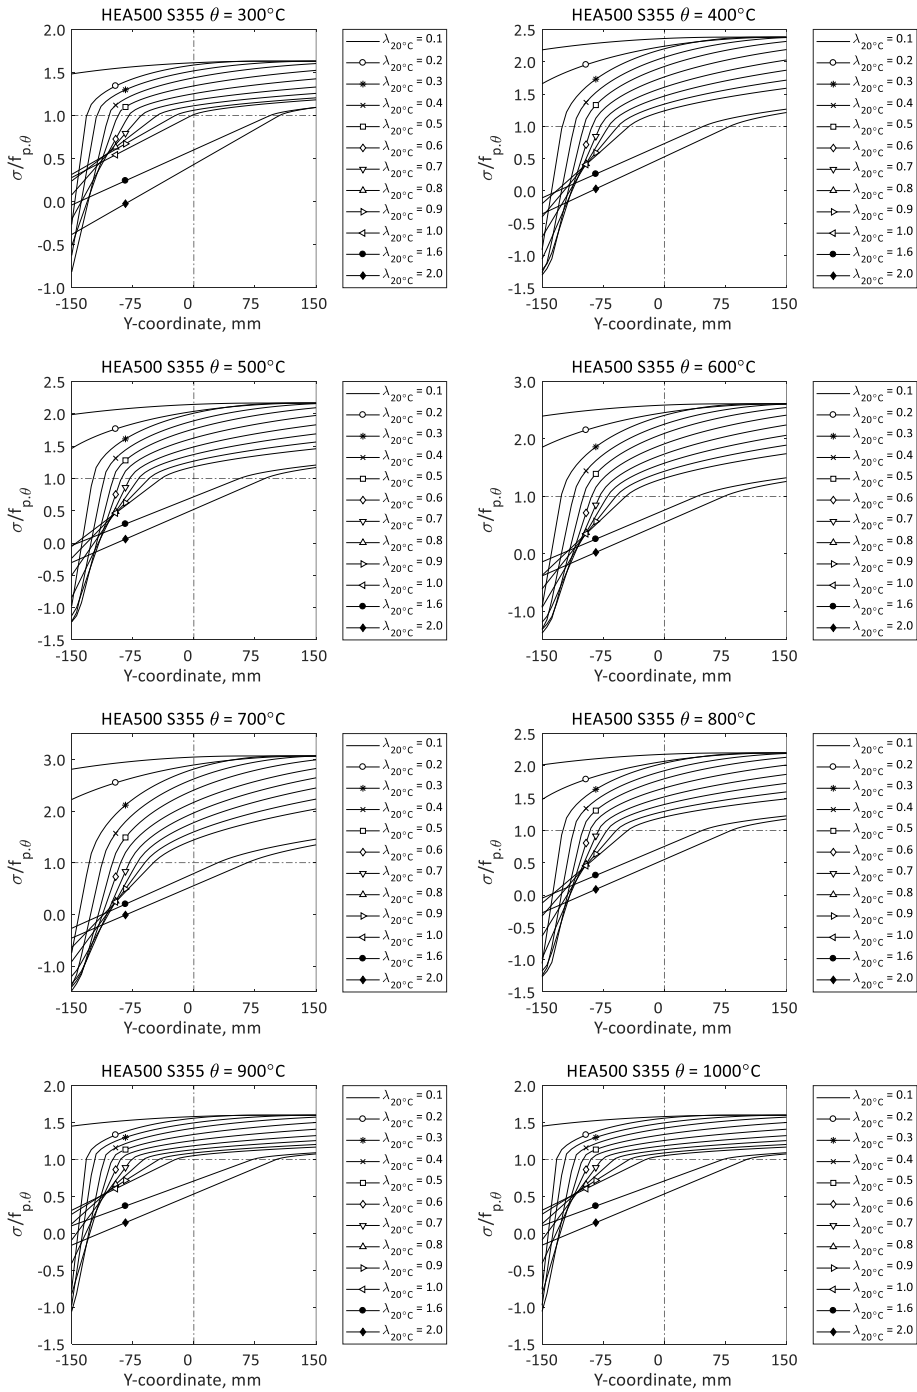 HEA500 S355 θ = 300°C
σ/f p.θ
2.0
1.5
1.0
0.5
0.0
-0.5
-1.0
-150 -75 0 75 150
Y-coordinate, mm
λ20°C = 0.1
λ20°C = 0.2
λ20°C = 0.3
λ20°C = 0.4
λ20°C = 0.5
λ20°C = 0.6
λ20°C = 0.7
λ20°C = 0.8
λ20°C = 0.9
λ20°C = 1.0
λ20°C = 1.6
λ20°C = 2.0
HEA500 S355 θ = 400°C
σ/f p.θ
2.5
2.0
1.5
1.0
0.5
0.0
-0.5
-1.0
-1.5
-150 -75 0 75 150
Y-coordinate, mm
λ20°C = 0.1
λ20°C = 0.2
λ20°C = 0.3
λ20°C = 0.4
λ20°C = 0.5
λ20°C = 0.6
λ20°C = 0.7
λ20°C = 0.8
λ20°C = 0.9
λ20°C = 1.0
λ20°C = 1.6
λ20°C = 2.0
HEA500 S355 θ = 500°C
σ/f p.θ
2.5
2.0
1.5
1.0
0.5
0.0
-0.5
-1.0
-1.5
-150 -75 0 75 150
Y-coordinate, mm
λ20°C = 0.1
λ20°C = 0.2
λ20°C = 0.3
λ20°C = 0.4
λ20°C = 0.5
λ20°C = 0.6
λ20°C = 0.7
λ20°C = 0.8
λ20°C = 0.9
λ20°C = 1.0
λ20°C = 1.6
λ20°C = 2.0
HEA500 S355 θ = 600°C
σ/f p.θ
3.0
2.0
1.0
0.0
-1.0
-150 -75 0 75 150
Y-coordinate, mm
λ20°C = 0.1
λ20°C = 0.2
λ20°C = 0.3
λ20°C = 0.4
λ20°C = 0.5
λ20°C = 0.6
λ20°C = 0.7
λ20°C = 0.8
λ20°C = 0.9
λ20°C = 1.0
λ20°C = 1.6
λ20°C = 2.0
HEA500 S355 θ = 700°C
σ/f p.θ
3.0
2.0
1.0
0.0
-1.0
-150 -75 0 75 150
Y-coordinate, mm
λ20°C = 0.1
λ20°C = 0.2
λ20°C = 0.3
λ20°C = 0.4
λ20°C = 0.5
λ20°C = 0.6
λ20°C = 0.7
λ20°C = 0.8
λ20°C = 0.9
λ20°C = 1.0
λ20°C = 1.6
λ20°C = 2.0
HEA500 S355 θ = 800°C
σ/f p.θ
2.5
2.0
1.5
1.0
0.5
0.0
-0.5
-1.0
-1.5
-150 -75 0 75 150
Y-coordinate, mm
λ20°C = 0.1
λ20°C = 0.2
λ20°C = 0.3
λ20°C = 0.4
λ20°C = 0.5
λ20°C = 0.6
λ20°C = 0.7
λ20°C = 0.8
λ20°C = 0.9
λ20°C = 1.0
λ20°C = 1.6
λ20°C = 2.0
HEA500 S355 θ = 900°C
σ/f p.θ
2.0
1.5
1.0
0.5
0.0
-0.5
-1.0
-1.5
-150 -75 0 75 150
Y-coordinate, mm
λ20°C = 0.1
λ20°C = 0.2
λ20°C = 0.3
λ20°C = 0.4
λ20°C = 0.5
λ20°C = 0.6
λ20°C = 0.7
λ20°C = 0.8
λ20°C = 0.9
λ20°C = 1.0
λ20°C = 1.6
λ20°C = 2.0
HEA500 S355 θ = 1000°C
σ/f p.θ
2.0
1.5
1.0
0.5
0.0
-0.5
-1.0
-1.5
-150 -75 0 75 150
Y-coordinate, mm
λ20°C = 0.1
λ20°C = 0.2
λ20°C = 0.3
λ20°C = 0.4
λ20°C = 0.5
λ20°C = 0.6
λ20°C = 0.7
λ20°C = 0.8
λ20°C = 0.9
λ20°C = 1.0
λ20°C = 1.6
λ20°C = 2.0